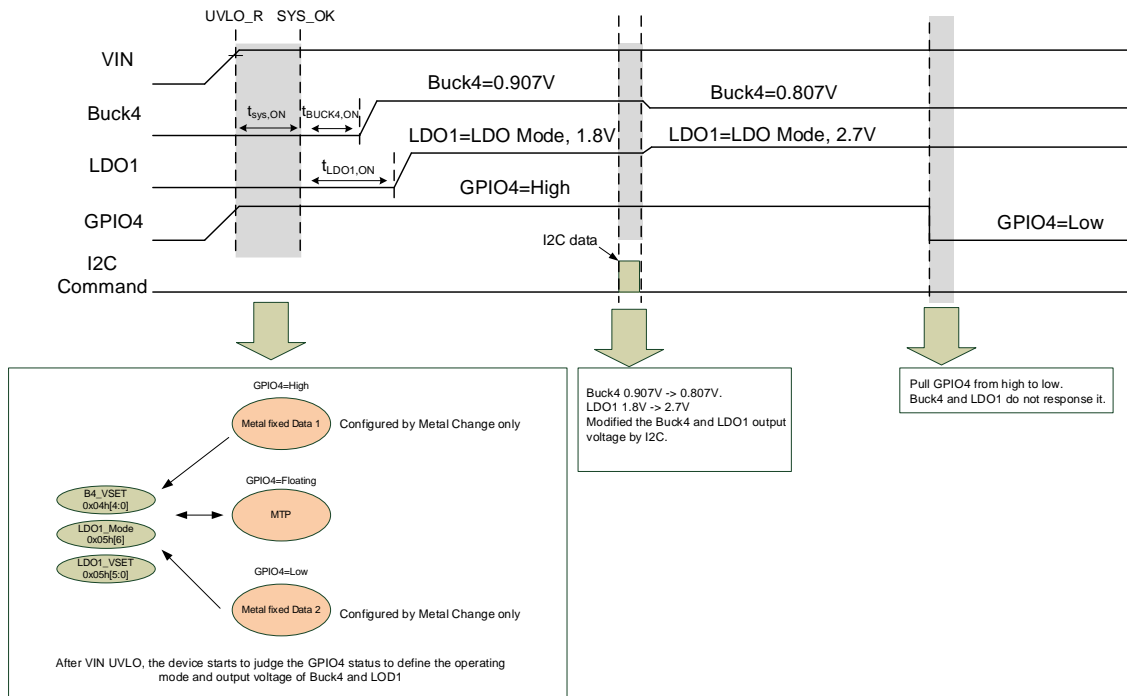 UVLO_R SYS_OK
VIN
Buck4=0.907V
Buck4
tsys,ON
tBUCK4,ON
Buck4=0.807V
LDO1=LDO Mode, 1.8V
LDO1=LDO Mode, 2.7V
LDO1
tLDO1,ON
GPIO4=High
GPIO4
GPIO4=Low
I2C data
I2C
Command
GPIO4=High
Metal fixed Data 1
Configured by Metal Change only
GPIO4=Floating
MTP
B4_VSET
0x04h[4:0]
LDO1_Mode
0x05h[6]
LDO1_VSET
0x05h[5:0]
GPIO4=Low
Metal fixed Data 2
Configured by Metal Change only
After VIN UVLO, the device starts to judge the GPIO4 status to define the operating
mode and output voltage of Buck4 and LOD1
Buck4 0.907V -> 0.807V.
LDO1 1.8V -> 2.7V
Modified the Buck4 and LDO1 output
voltage by I2C.
Pull GPIO4 from high to low.
Buck4 and LDO1 do not response it.